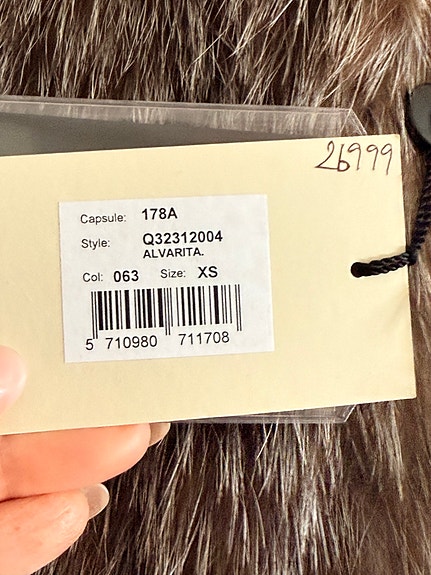 26999
Capsule: 178A
Style: Q32312004
ALVARITA.
Col: 063 Size: XS
5 710980 711708